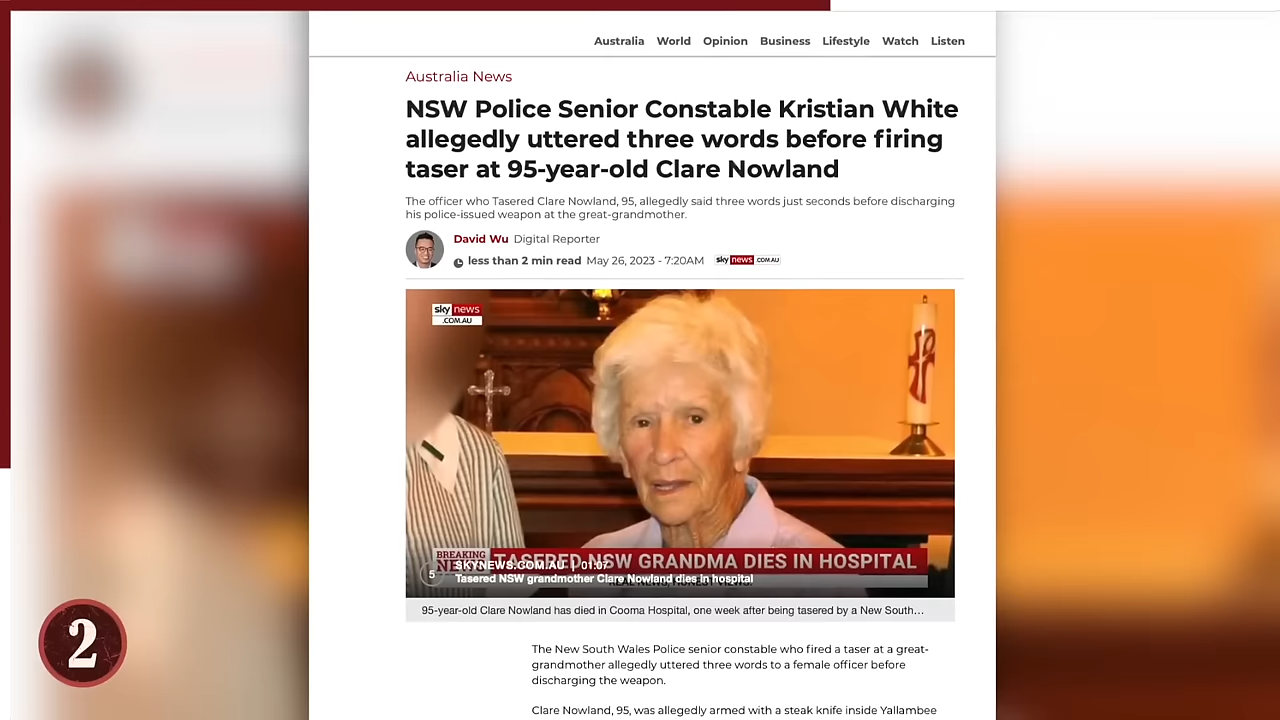 Australia World Opinion Business Lifestyle Watch Listen
Australia News
NSW Police Senior Constable Kristian White
allegedly uttered three words before firing
taser at 95-year-old Clare Nowland
The officer who Tasered Clare Nowland, 95, allegedly said three words just seconds before discharging
his police-issued weapon at the great-grandmother.
David Wu Digital Reporter
less than 2 min read May 26, 2023 - 7:20AM sky news .COM.AU
sky news
.COM.AU
BREAKING
NEWS TASERED NSW GRANDMA DIES IN HOSPITAL
SKYNEWS.COM.AU | 01:07
5 Tasered NSW grandmother Clare Nowland dies in hospital
95-year-old Clare Nowland has died in Cooma Hospital, one week after being tasered by a New South...
The New South Wales Police senior constable who fired a taser at a great-
grandmother allegedly uttered three words to a female officer before
discharging the weapon.
Clare Nowland, 95, was allegedly armed with a steak knife inside Yallambee
2